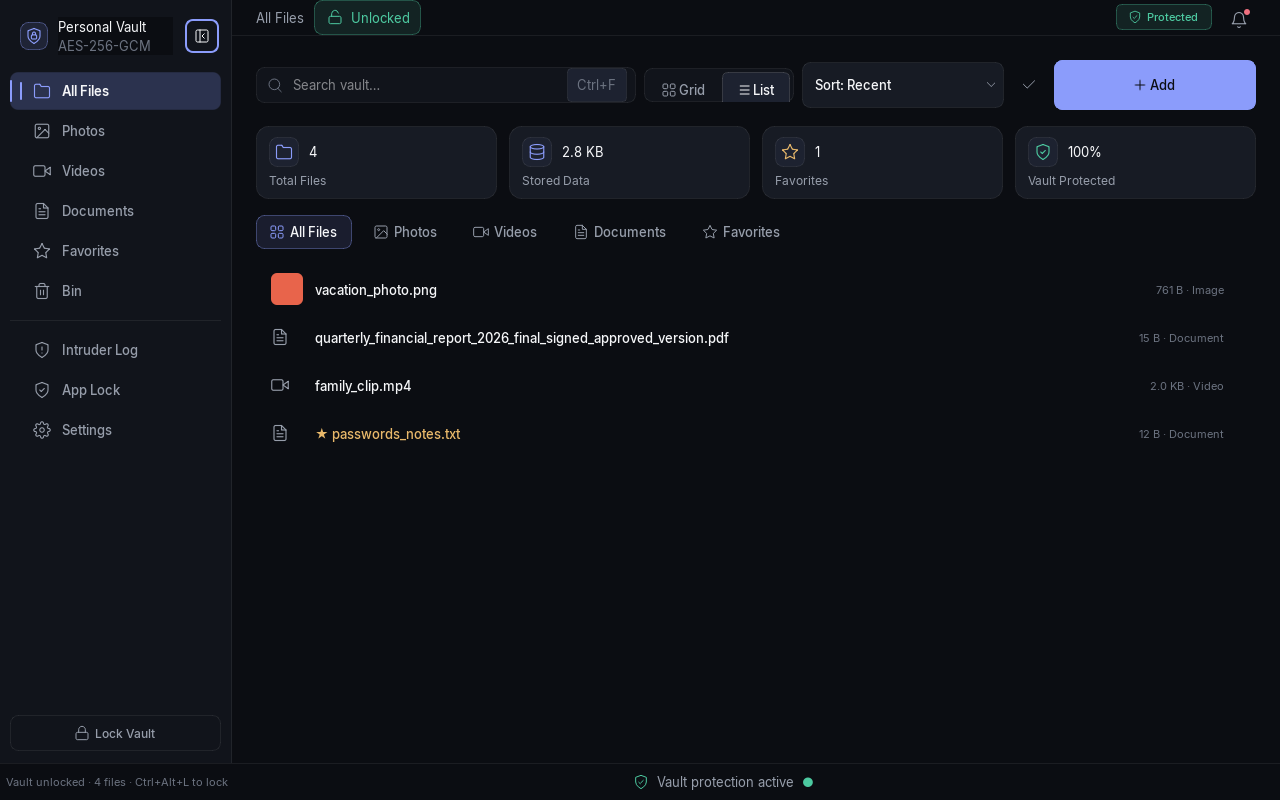 Personal Vault
AES-256-GCM
All Files
Photos
Videos
Documents
Favorites
Bin
Intruder Log
App Lock
Settings
Lock Vault
All Files
Unlocked
Protected
Search vault...
Ctrl+F
Grid
List
Sort: Recent
Add
4
Total Files
2.8 KB
Stored Data
1
Favorites
100%
Vault Protected
All Files
Photos
Videos
Documents
Favorites
vacation_photo.png
761 B · Image
quarterly_financial_report_2026_final_signed_approved_version.pdf
15 B · Document
family_clip.mp4
2.0 KB · Video
★ passwords_notes.txt
12 B · Document
Vault unlocked · 4 files · Ctrl+Alt+L to lock
Vault protection active